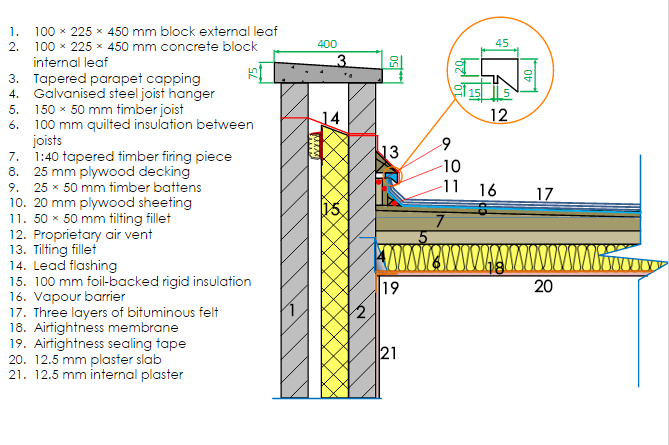 1. 100 × 225 × 450 mm block external leaf
2. 100 × 225 × 450 mm concrete block
internal leaf
3. Tapered parapet capping
4. Galvanised steel joist hanger
5. 150 × 50 mm timber joist
6. 100 mm quilted insulation between
joists
7. 1:40 tapered timber firing piece
8. 25 mm plywood decking
9. 25 × 50 mm timber battens
10. 20 mm plywood sheeting
11. 50 × 50 mm tilting fillet
12. Proprietary air vent
13. Tilting fillet
14. Lead flashing
15. 100 mm foil-backed rigid insulation
16. Vapour barrier
17. Three layers of bituminous felt
18. Airtightness membrane
19. Airtightness sealing tape
20. 12.5 mm plaster slab
21. 12.5 mm internal plaster
400
3
75
50
45
20
40
10
15
5
12
14
13
9
10
11
16
17
15
8
7
5
4
6
18
19
20
1
2
21